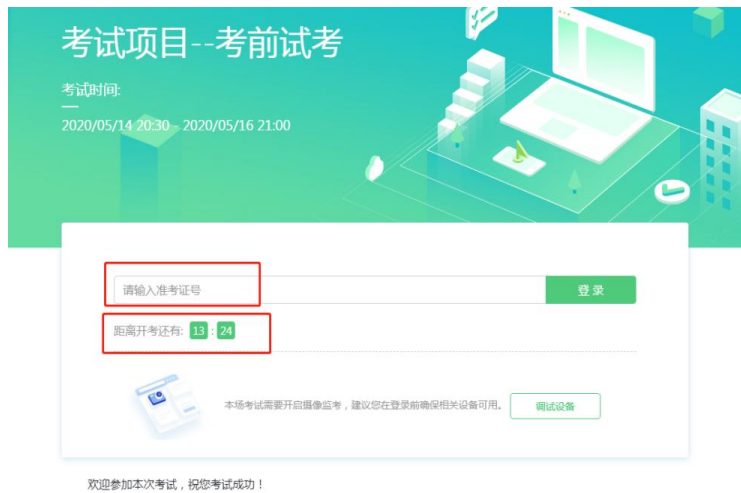 考试项目--考前试考
考试时间:
2020/05/14 20:30 - 2020/05/16 21:00
请输入准考证号
登录
距离开考还有: 13 : 24
本场考试需要开启摄像监考，建议您在登录前确保相关设备可用。
调试设备
欢迎参加本次考试，祝您考试成功！